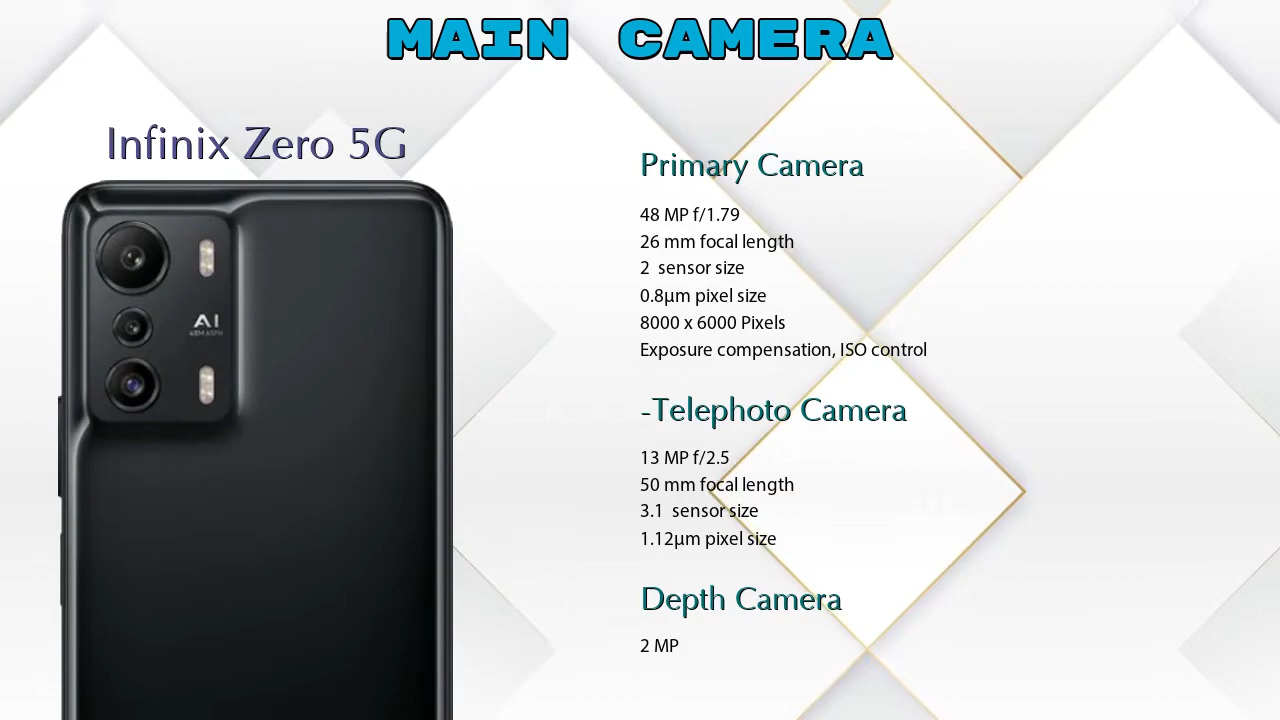 MAIN CAMERA
Infinix Zero 5G
Primary Camera
48 MP f/1.79
26 mm focal length
2 sensor size
0.8µm pixel size
8000 x 6000 Pixels
Exposure compensation, ISO control
-Telephoto Camera
13 MP f/2.5
50 mm focal length
3.1 sensor size
1.12µm pixel size
Depth Camera
2 MP
AI